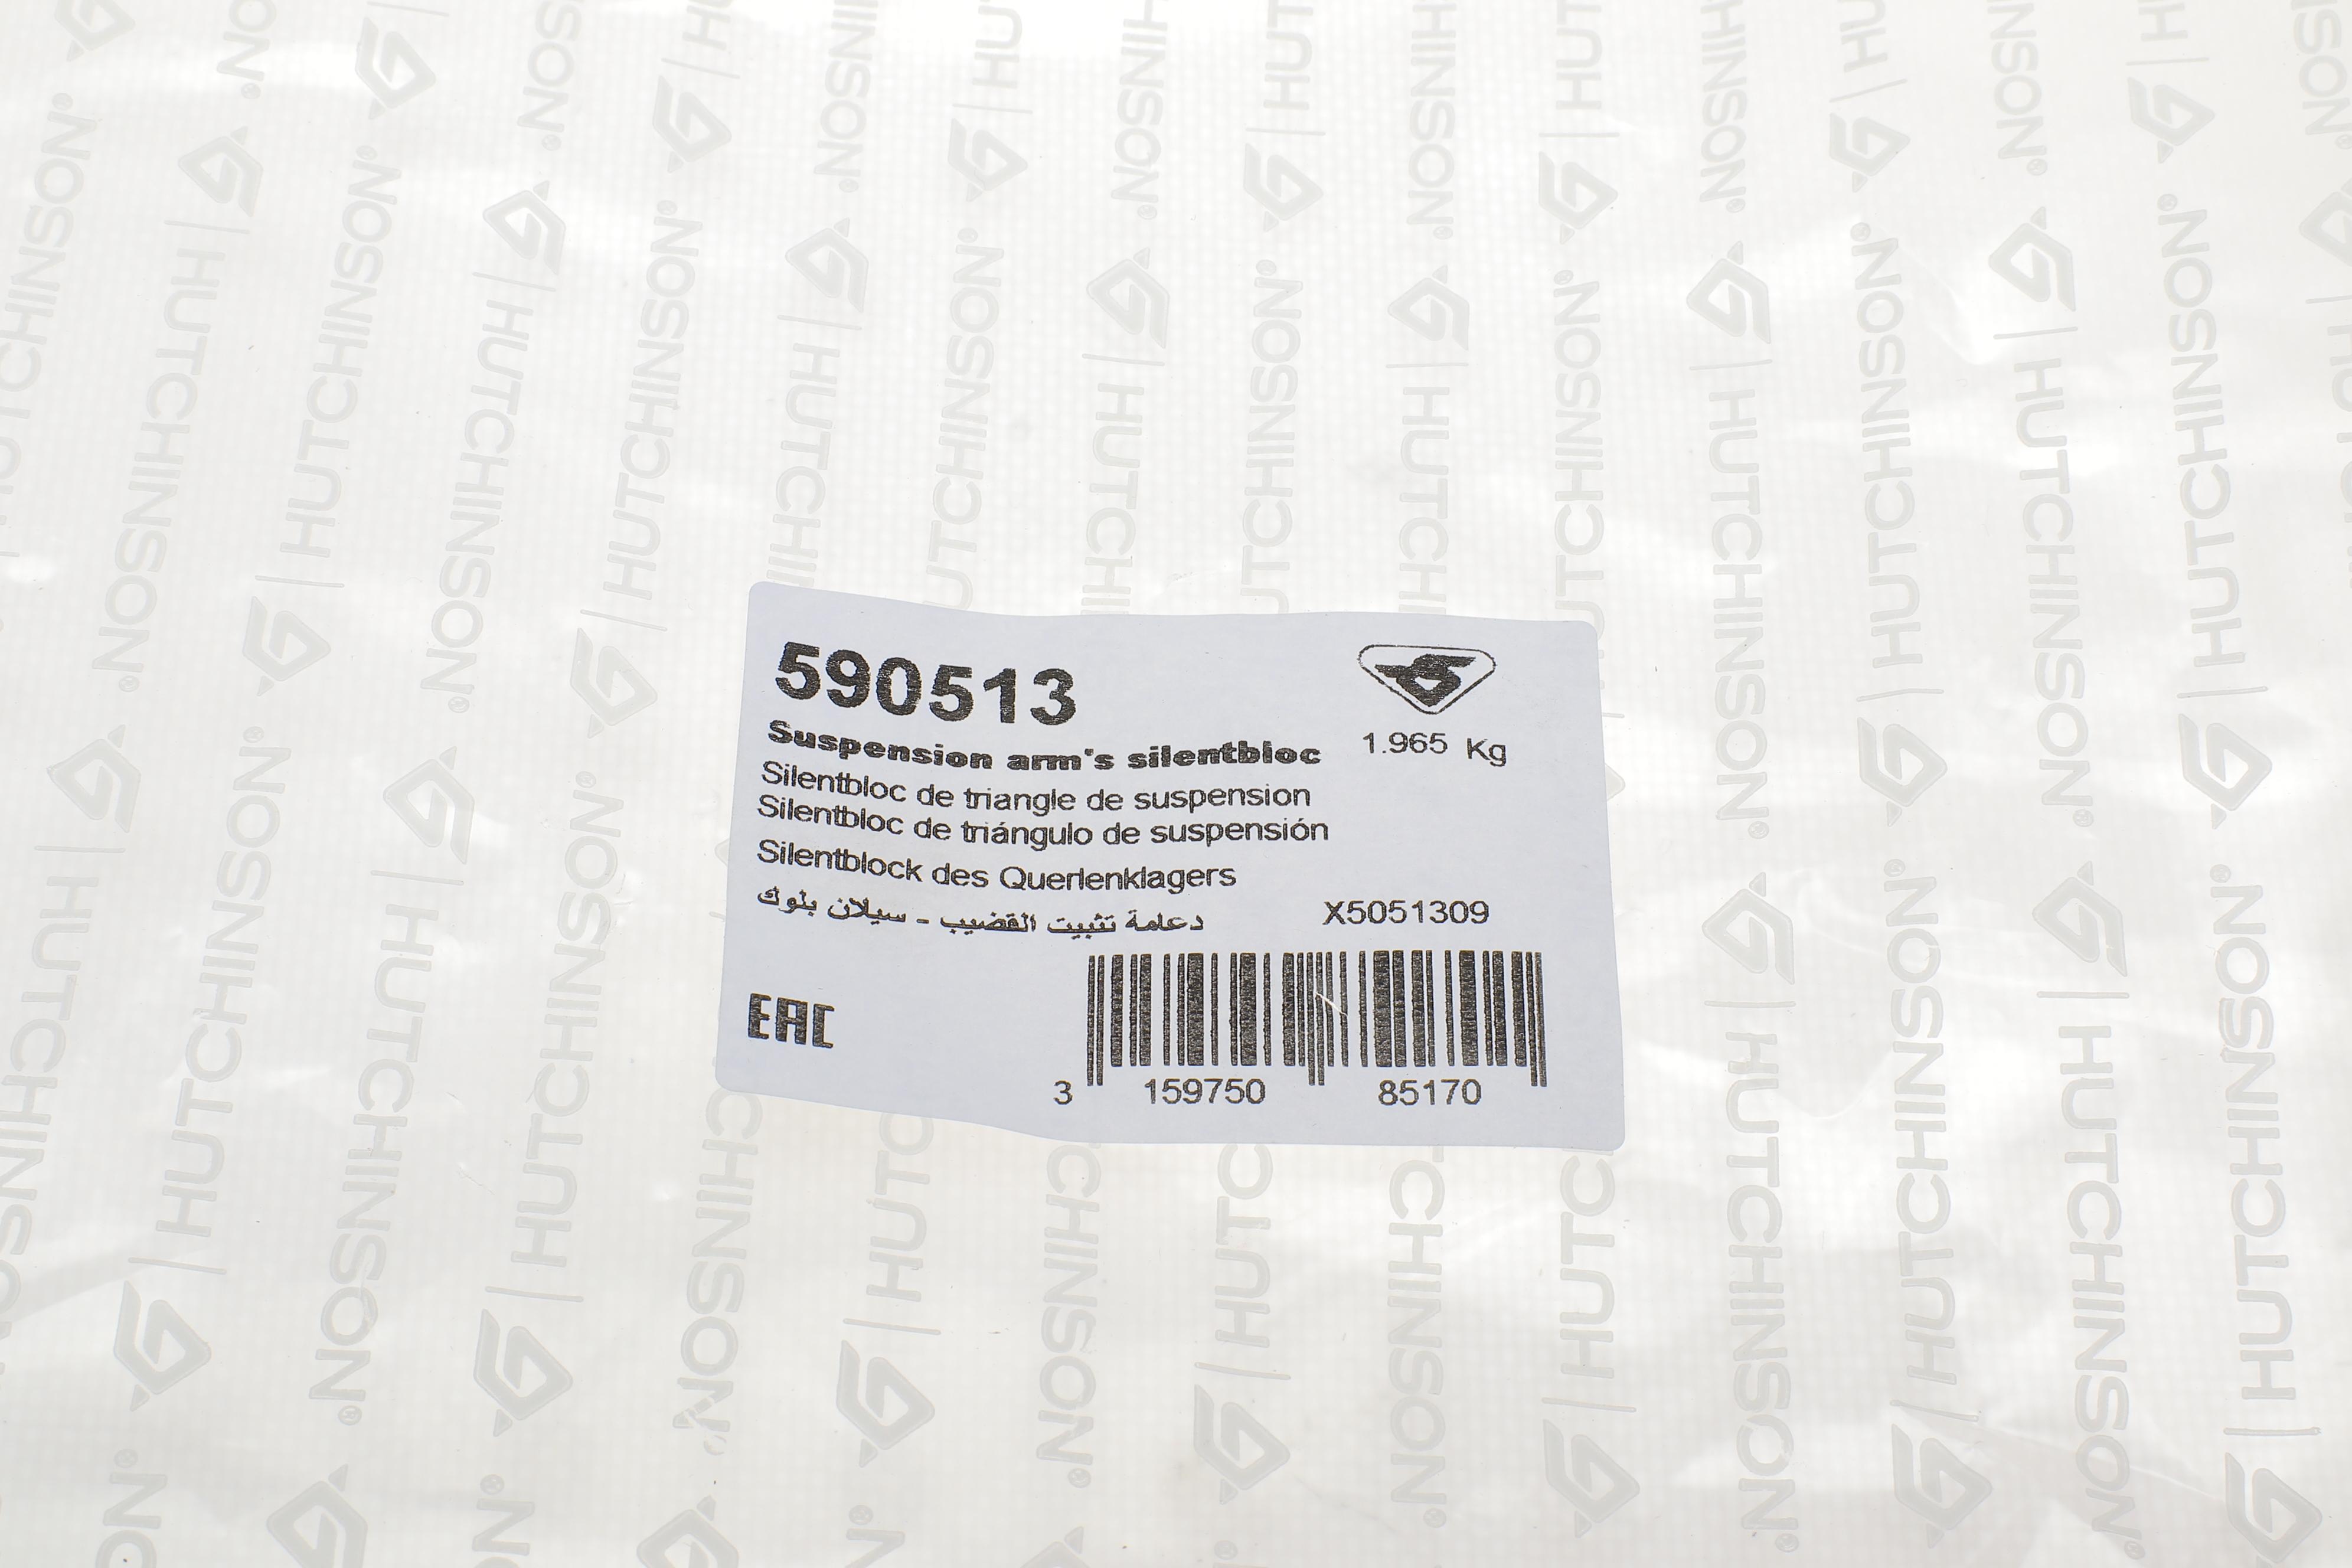 590513
1.965 Kg
Suspension arm's silentbloc
Silentbloc de triangle de suspension
Silentbloc de triángulo de suspensión
Silentblock des Querlenklagers
دعامة تثبيت القضيب - سيلان بلوك
X5051309
EAC
3 159750 85170
HUTCHINSON®